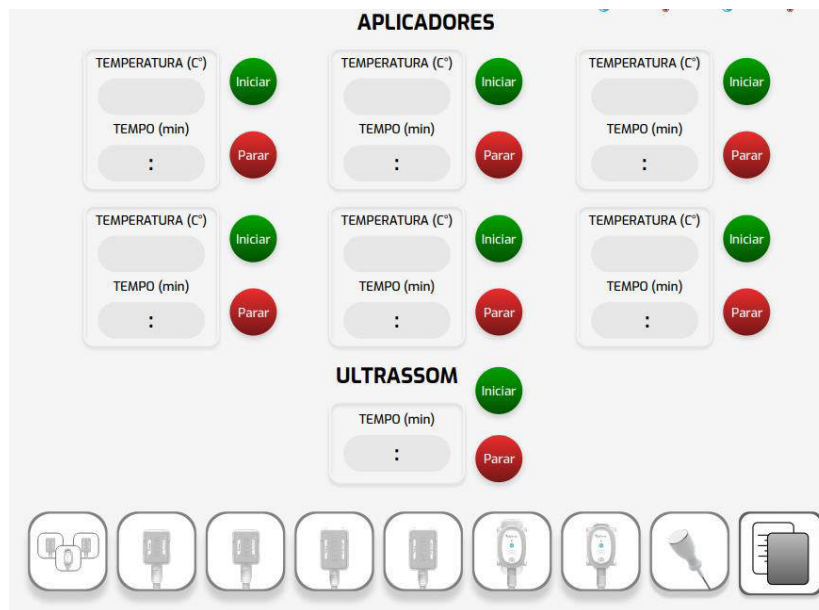 APLICADORES
TEMPERATURA (C°)
Iniciar
TEMPO (min)
:
Parar
TEMPERATURA (C°)
Iniciar
TEMPO (min)
:
Parar
TEMPERATURA (C°)
Iniciar
TEMPO (min)
:
Parar
TEMPERATURA (C°)
Iniciar
TEMPO (min)
:
Parar
TEMPERATURA (C°)
Iniciar
TEMPO (min)
:
Parar
TEMPERATURA (C°)
Iniciar
TEMPO (min)
:
Parar
ULTRASSOM
Iniciar
TEMPO (min)
:
Parar